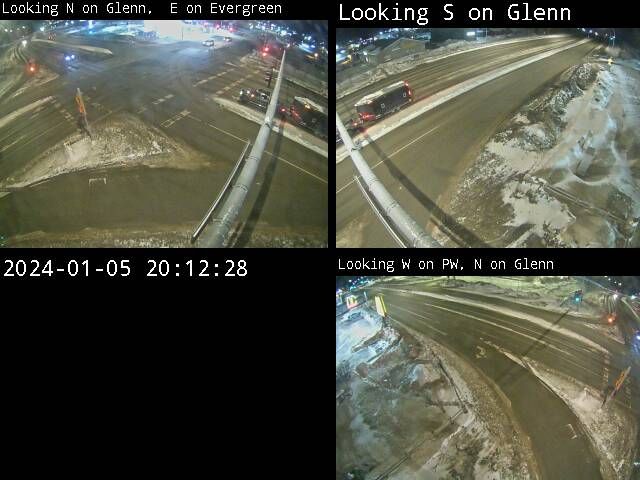 Looking N on Glenn,  E on Evergreen
Looking S on Glenn
2024-01-05 20:12:28
Looking W on PW, N on Glenn